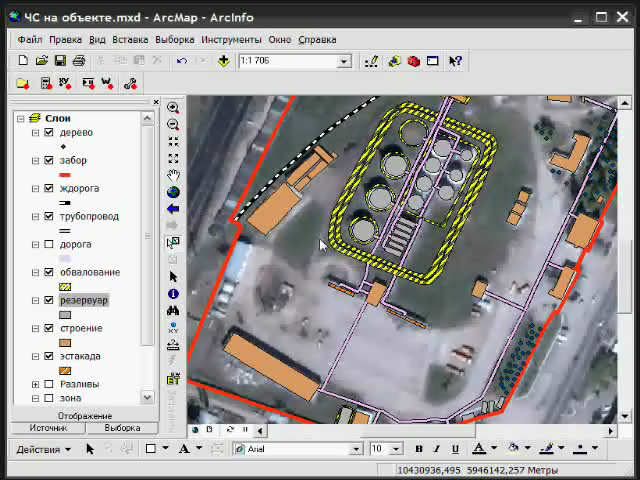 ЧС на объекте.mxd - ArcMap - ArcInfo
Файл Правка Вид Вставка Выборка Инструменты Окно Справка
1:1 706
Слои
дерево
забор
ждорога
трубопровод
дорога
обвалование
резервуар
строение
эстакада
Разливы
зона
Отображение
Источник Выборка
Действия Arial 10 B I U A
10430936,495 5946142,257 Метры